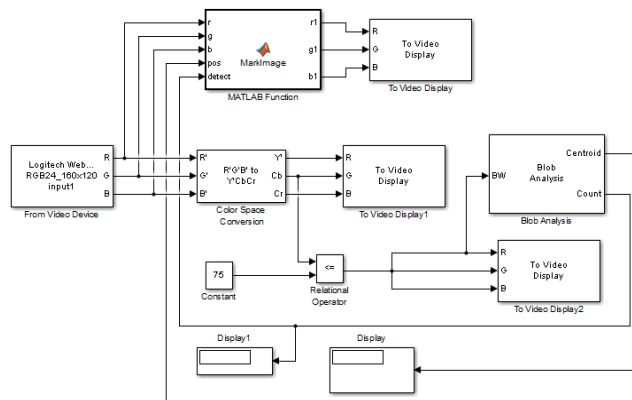 r
g
b
pos
detect
MarkImage
r1
g1
b1
MATLAB Function
R
G
B
To Video
Display
To Video Display
Logitech Web...
RGB24_160x120
input1
R
G
B
From Video Device
R'
G'
B'
R'G'B' to
Y'CbCr
Y'
Cb
Cr
Color Space
Conversion
R
G
B
To Video
Display
To Video Display1
BW
Blob
Analysis
Centroid
Count
Blob Analysis
75
Constant
<=
Relational
Operator
R
G
B
To Video
Display
To Video Display2
Display1
Display